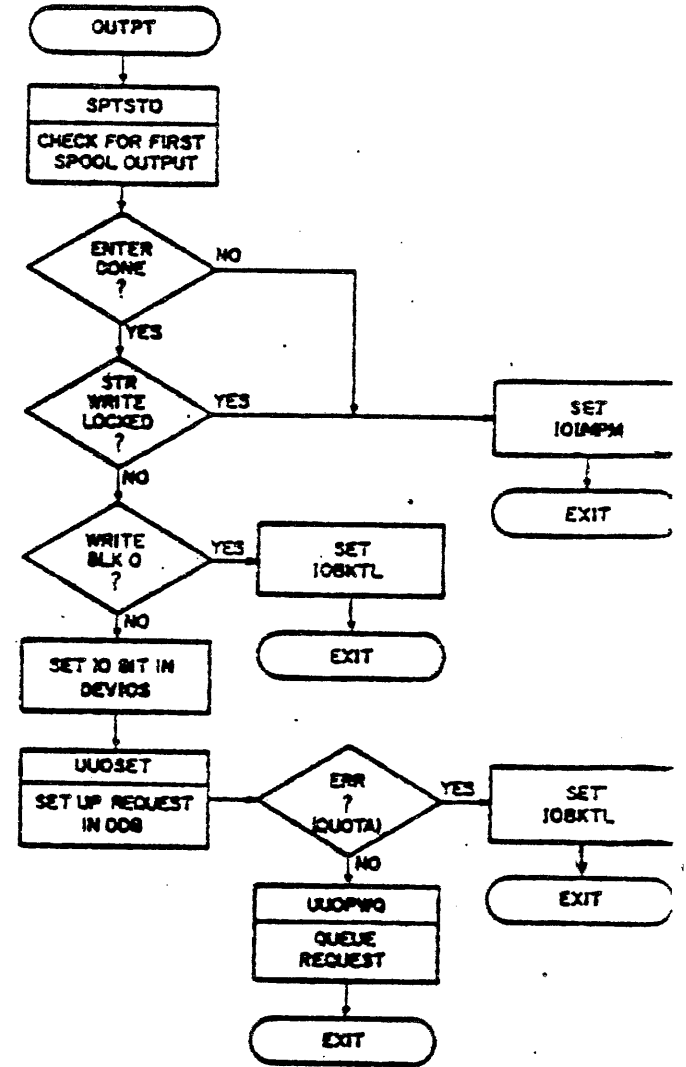 OUTPT
SPTSTO
CHECK FOR FIRST
SPOOL OUTPUT
ENTER
DONE
?
NO
YES
STR
WRITE
LOCKED
?
YES
NO
SET
IOIMPM
EXIT
WRITE
BLK 0
?
YES
NO
SET
IOBKTL
EXIT
SET IO BIT IN
DEVIOS
UUOSET
SET UP REQUEST
IN DDB
ERR
?
(QUOTA)
YES
NO
SET
IOBKTL
EXIT
UUOPWQ
QUEUE
REQUEST
EXIT